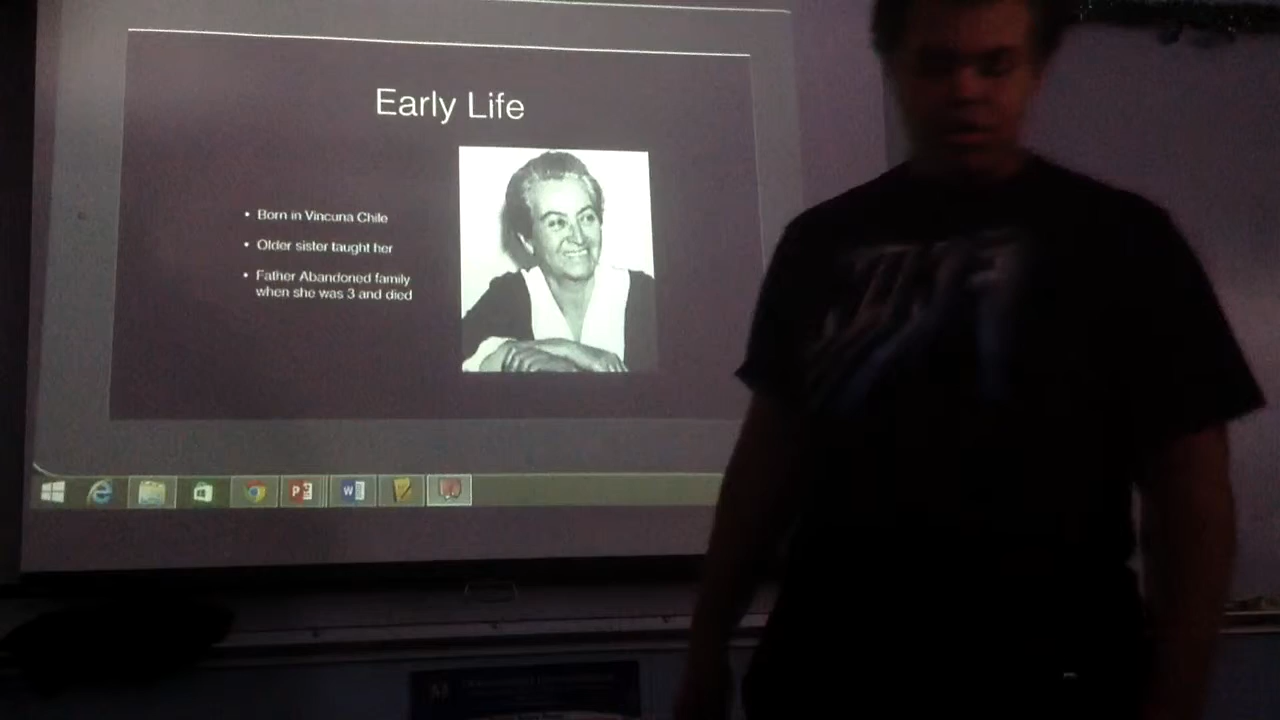 Early Life
• Born in Vincuna Chile
• Older sister taught her
• Father Abandoned family
when she was 3 and died